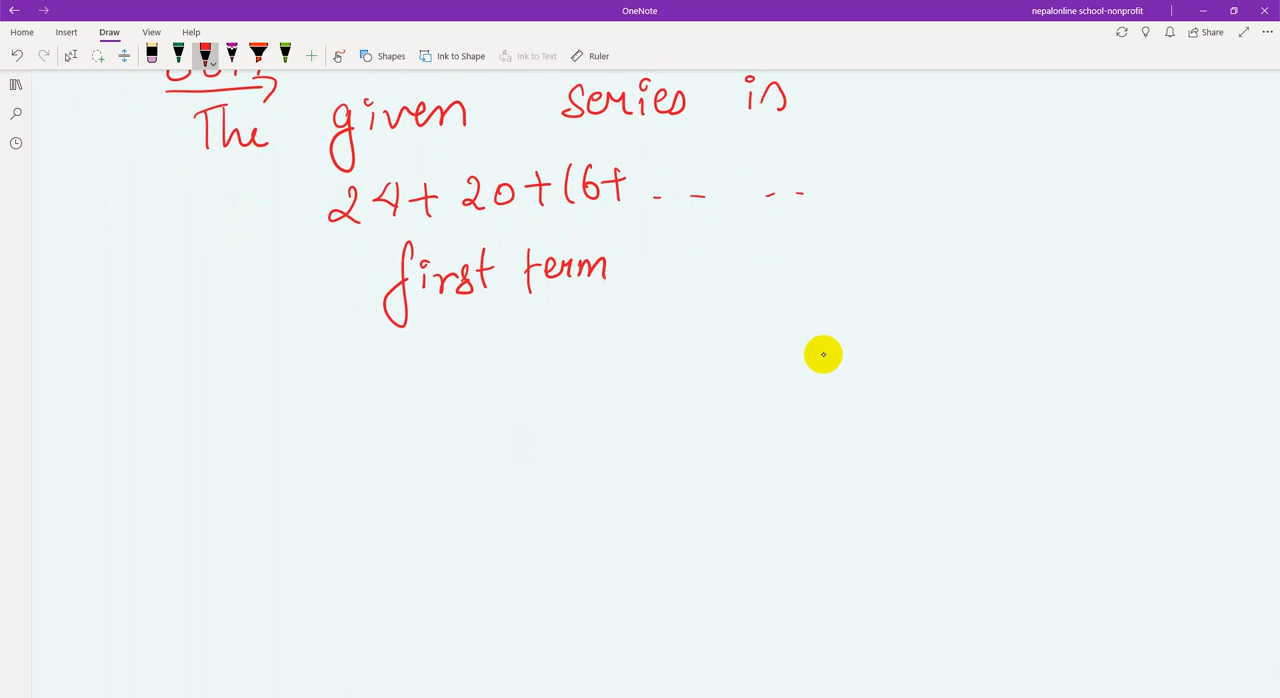 OneNote
nepalonline school-nonprofit
Home Insert Draw View Help
Share
Shapes Ink to Shape Ink to Text Ruler
The given series is
24+ 20+16+ -- --
first term